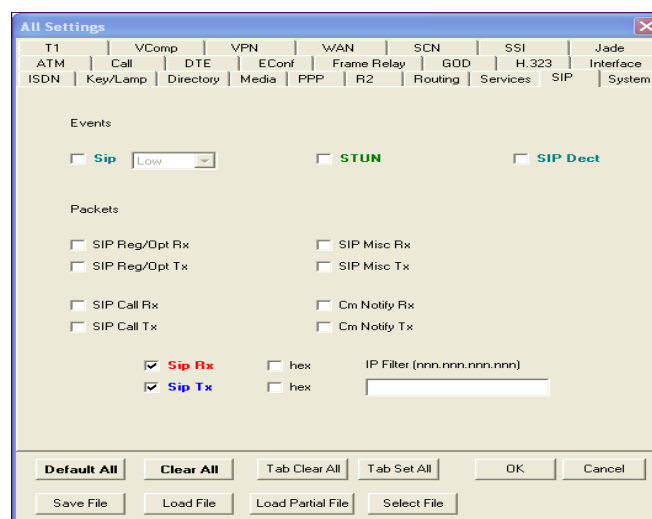 All Settings
T1 VComp VPN WAN SCN SSI Jade
ATM Call DTE EConf Frame Relay GOD H.323 Interface
ISDN Key/Lamp Directory Media PPP R2 Routing Services SIP System
Events
Sip Low STUN SIP Dect
Packets
SIP Reg/Opt Rx SIP Misc Rx
SIP Reg/Opt Tx SIP Misc Tx
SIP Call Rx Cm Notify Rx
SIP Call Tx Cm Notify Tx
Sip Rx hex IP Filter (nnn.nnn.nnn.nnn)
Sip Tx hex
Default All Clear All Tab Clear All Tab Set All OK Cancel
Save File Load File Load Partial File Select File